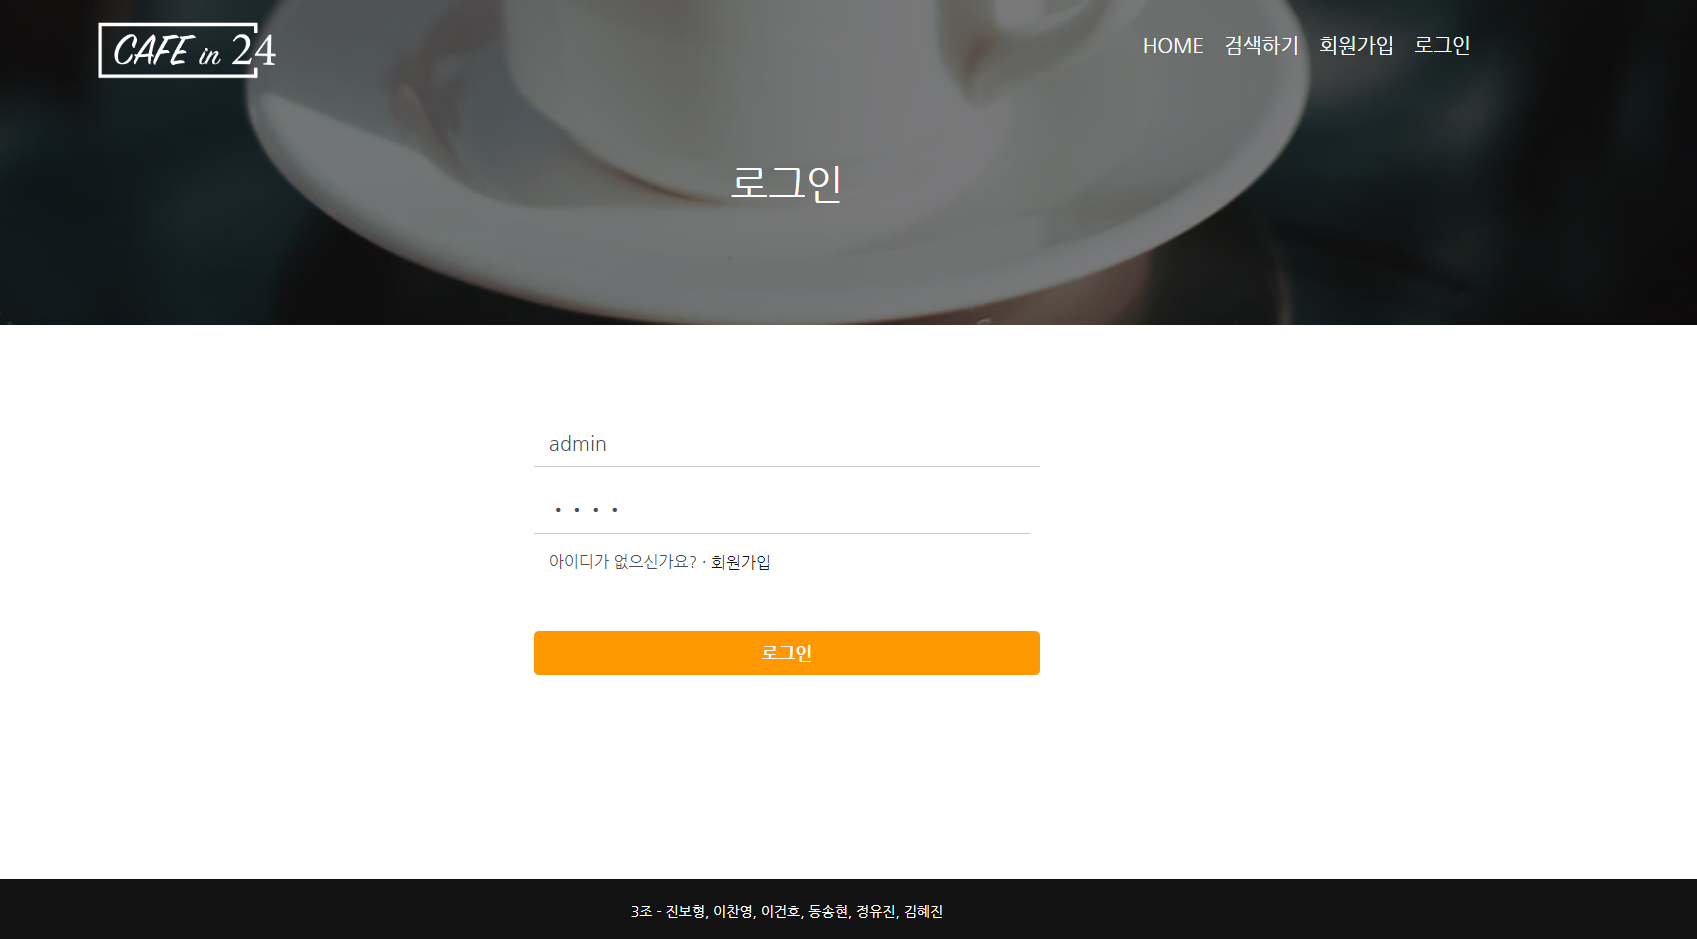 CAFE in 24
HOME 검색하기 회원가입 로그인
로그인
admin
••••
아이디가 없으신가요? · 회원가입
로그인
3조 - 진보형, 이찬영, 이건호, 동송현, 정유진, 김혜진